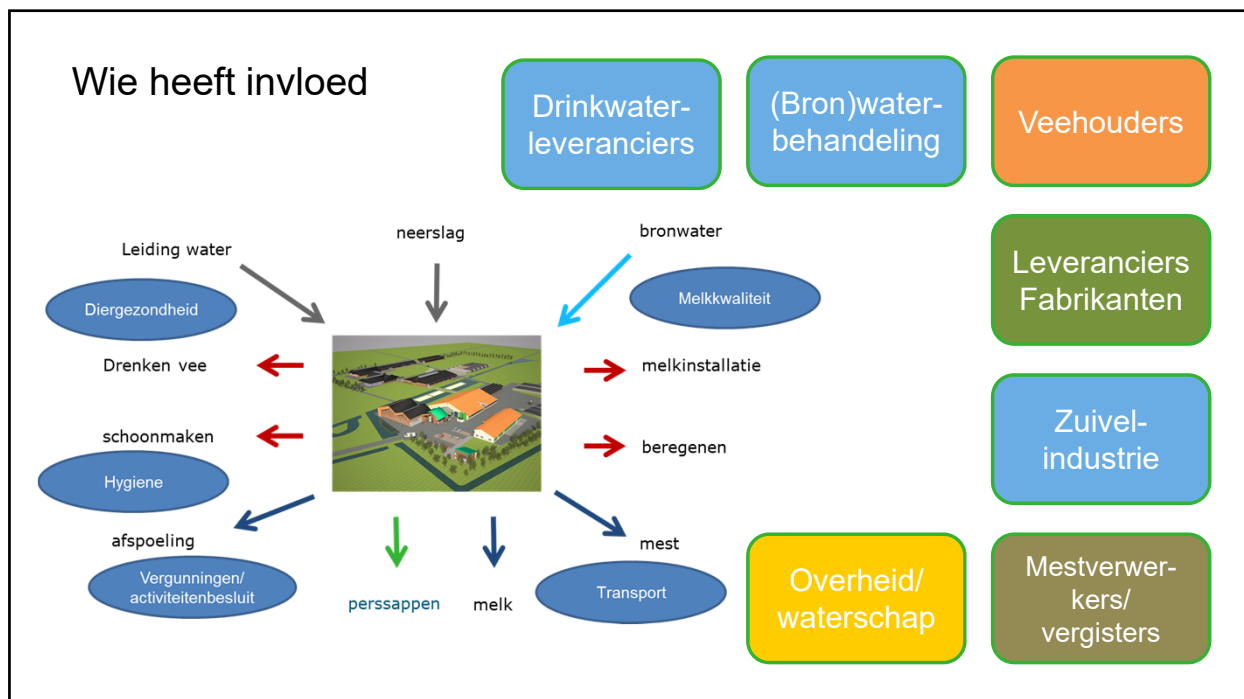 Wie heeft invloed
Drinkwater-
leveranciers
(Bron)water-
behandeling
Veehouders
Leveranciers
Fabrikanten
Zuivel-
industrie
Overheid/
waterschap
Mestverwer-
kers/
vergisters
Leiding water
neerslag
bronwater
Diergezondheid
Melkkwaliteit
Drenken vee
melkinstallatie
schoonmaken
beregenen
Hygiene
afspoeling
mest
Vergunningen/
activiteitenbesluit
perssappen
melk
Transport